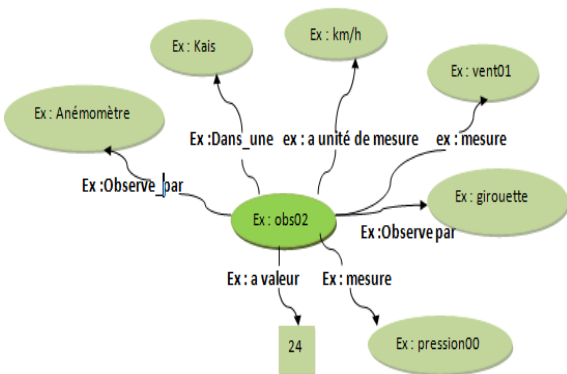 Ex : Kais
Ex : km/h
Ex : vent01
Ex : Anémomètre
Ex :Dans_une
ex : a unité de mesure
ex : mesure
Ex :Observe_par
Ex : girouette
Ex : obs02
Ex :Observe par
Ex : a valeur
Ex : mesure
24
Ex : pression00